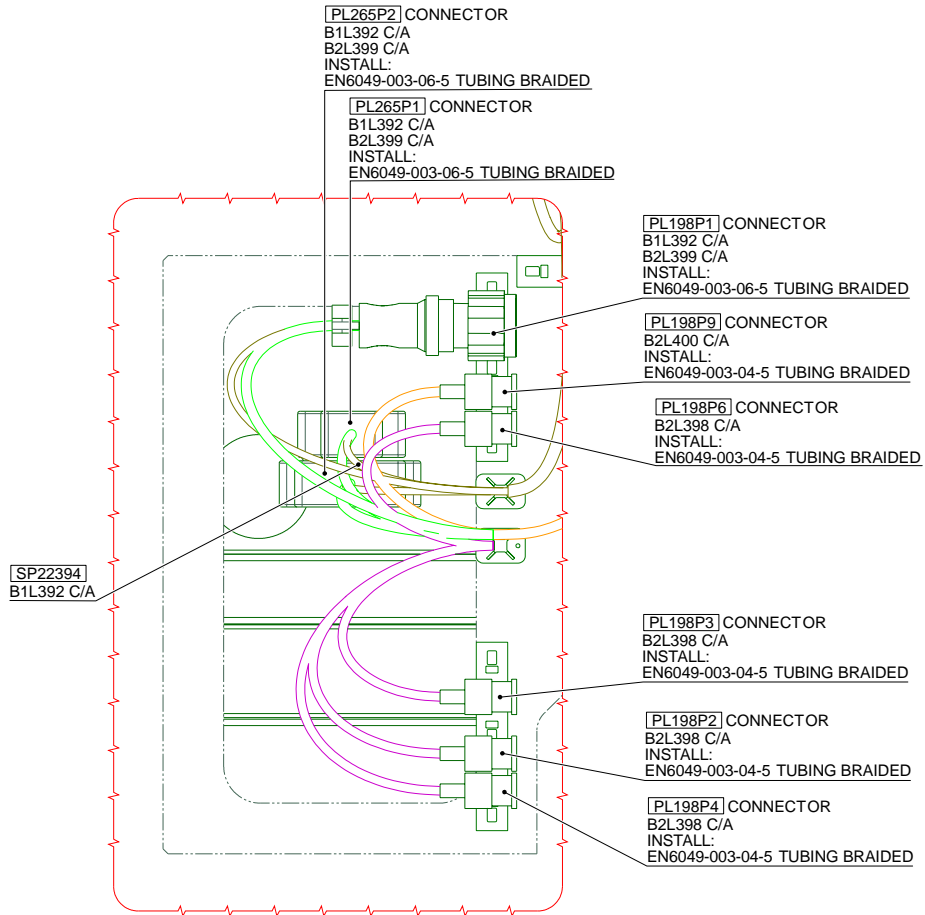 PL265P2 CONNECTOR
B1L392 C/A
B2L399 C/A
INSTALL:
EN6049-003-06-5 TUBING BRAIDED
PL265P1 CONNECTOR
B1L392 C/A
B2L399 C/A
INSTALL:
EN6049-003-06-5 TUBING BRAIDED
PL198P1 CONNECTOR
B1L392 C/A
B2L399 C/A
INSTALL:
EN6049-003-06-5 TUBING BRAIDED
PL198P9 CONNECTOR
B2L400 C/A
INSTALL:
EN6049-003-04-5 TUBING BRAIDED
PL198P6 CONNECTOR
B2L398 C/A
INSTALL:
EN6049-003-04-5 TUBING BRAIDED
SP22394
B1L392 C/A
PL198P3 CONNECTOR
B2L398 C/A
INSTALL:
EN6049-003-04-5 TUBING BRAIDED
PL198P2 CONNECTOR
B2L398 C/A
INSTALL:
EN6049-003-04-5 TUBING BRAIDED
PL198P4 CONNECTOR
B2L398 C/A
INSTALL:
EN6049-003-04-5 TUBING BRAIDED